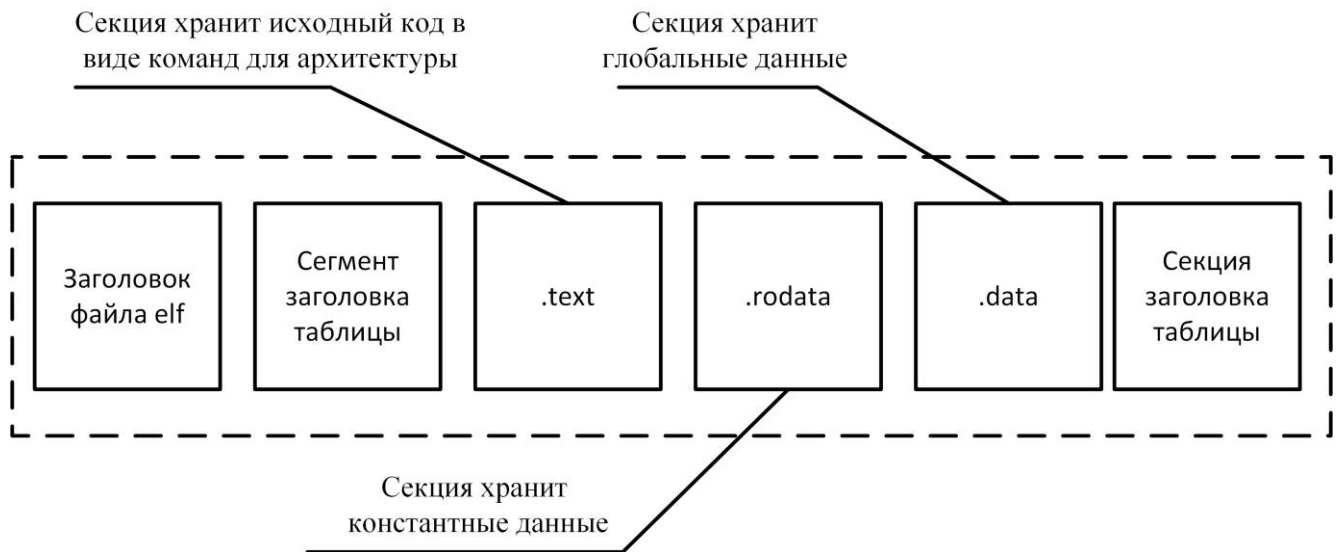 Секция хранит исходный код в
виде команд для архитектуры
Секция хранит
глобальные данные
Заголовок
файла elf
Сегмент
заголовка
таблицы
.text
.rodata
.data
Секция
заголовка
таблицы
Секция хранит
константные данные